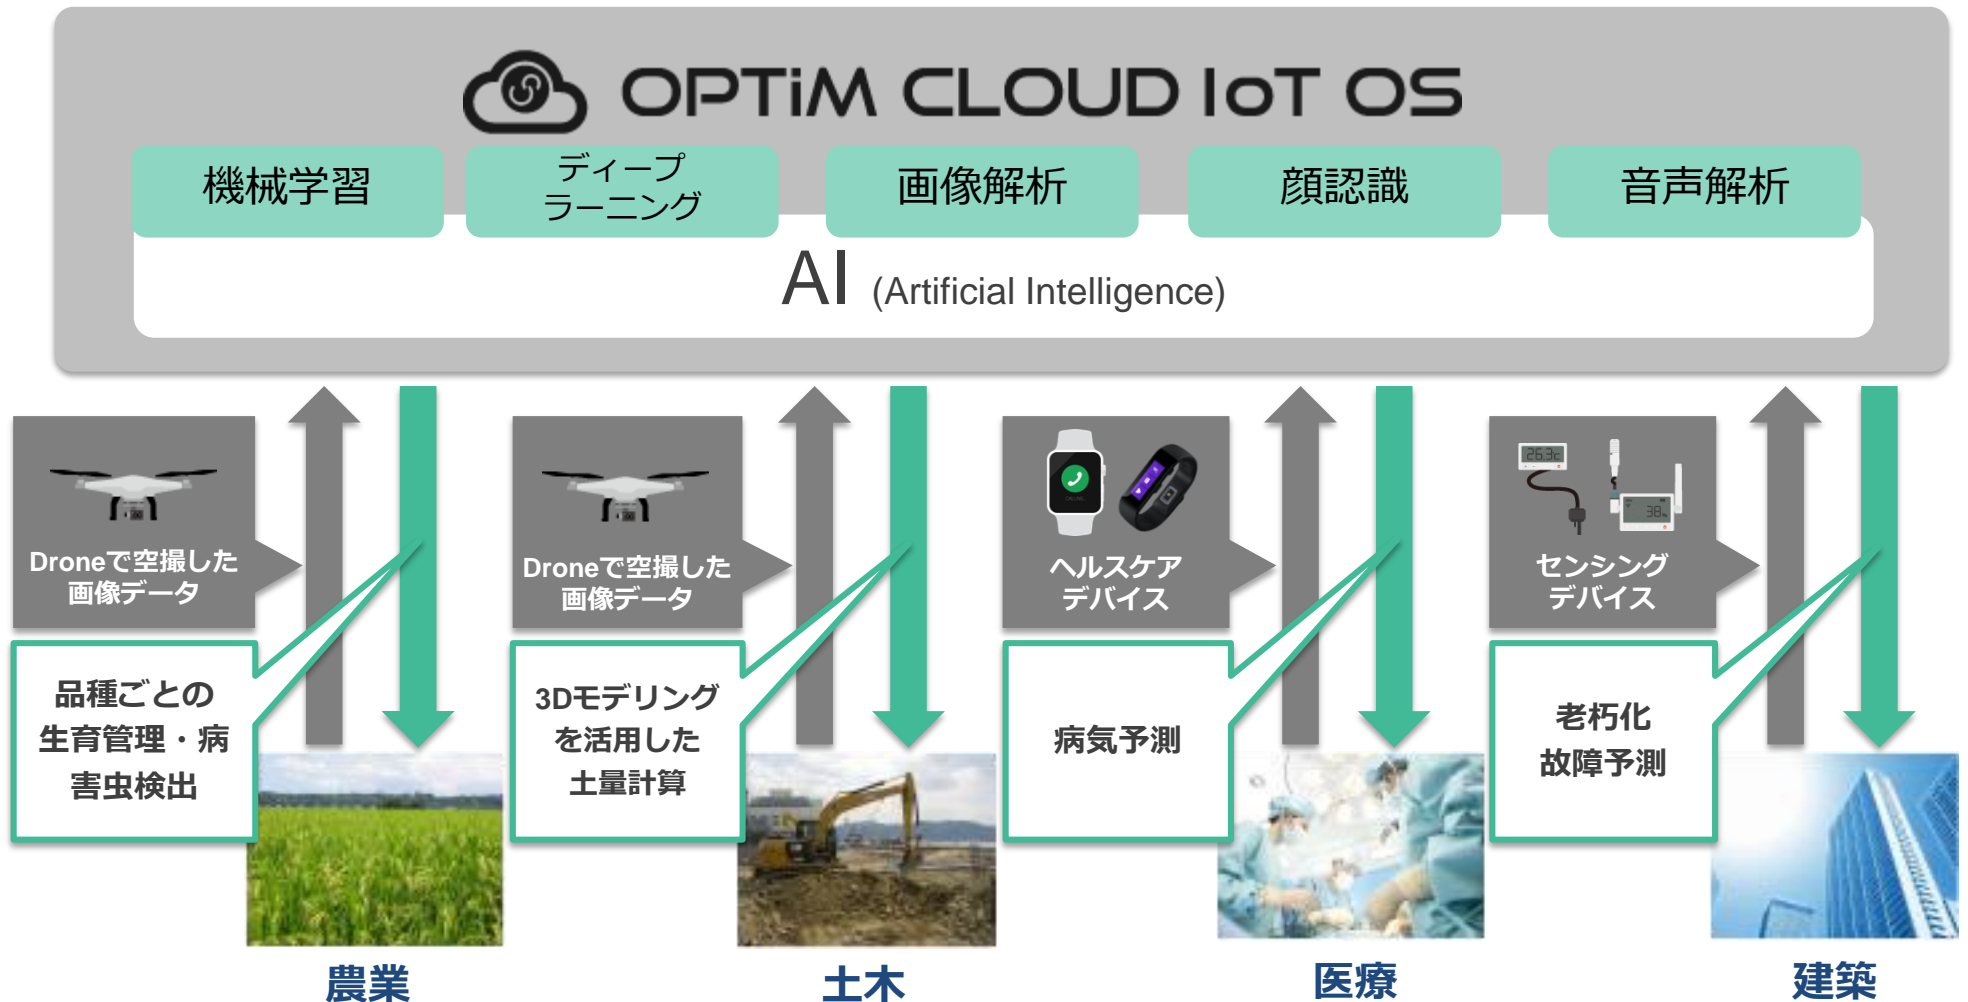 OPTiM CLOUD IoT OS
機械学習
ディープ
ラーニング
画像解析
顔認識
音声解析
AI (Artificial Intelligence)
Droneで空撮した
画像データ
Droneで空撮した
画像データ
ヘルスケア
デバイス
26.3℃
38%
センシング
デバイス
品種ごとの
生育管理・病
害虫検出
3Dモデリング
を活用した
土量計算
病気予測
老朽化
故障予測
農業
土木
医療
建築